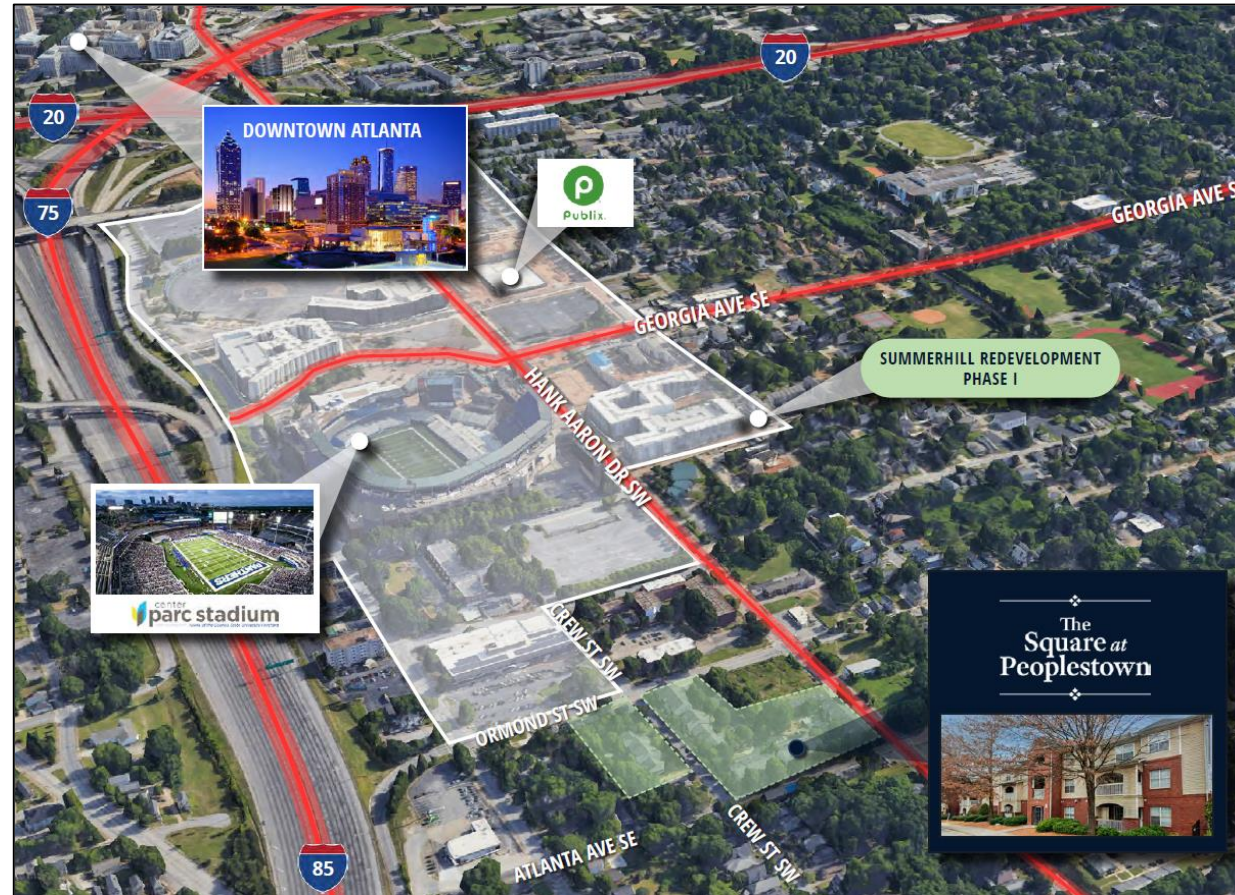 20
20
DOWNTOWN ATLANTA
75
Publix.
GEORGIA AVE S
GEORGIA AVE SE
SUMMERHILL REDEVELOPMENT
PHASE I
HANK AARON DR SW
center
parc stadium
CREW ST SW
The
Square at
Peoplestown
ORMOND ST SW
CREW ST SW
ATLANTA AVE SE
85